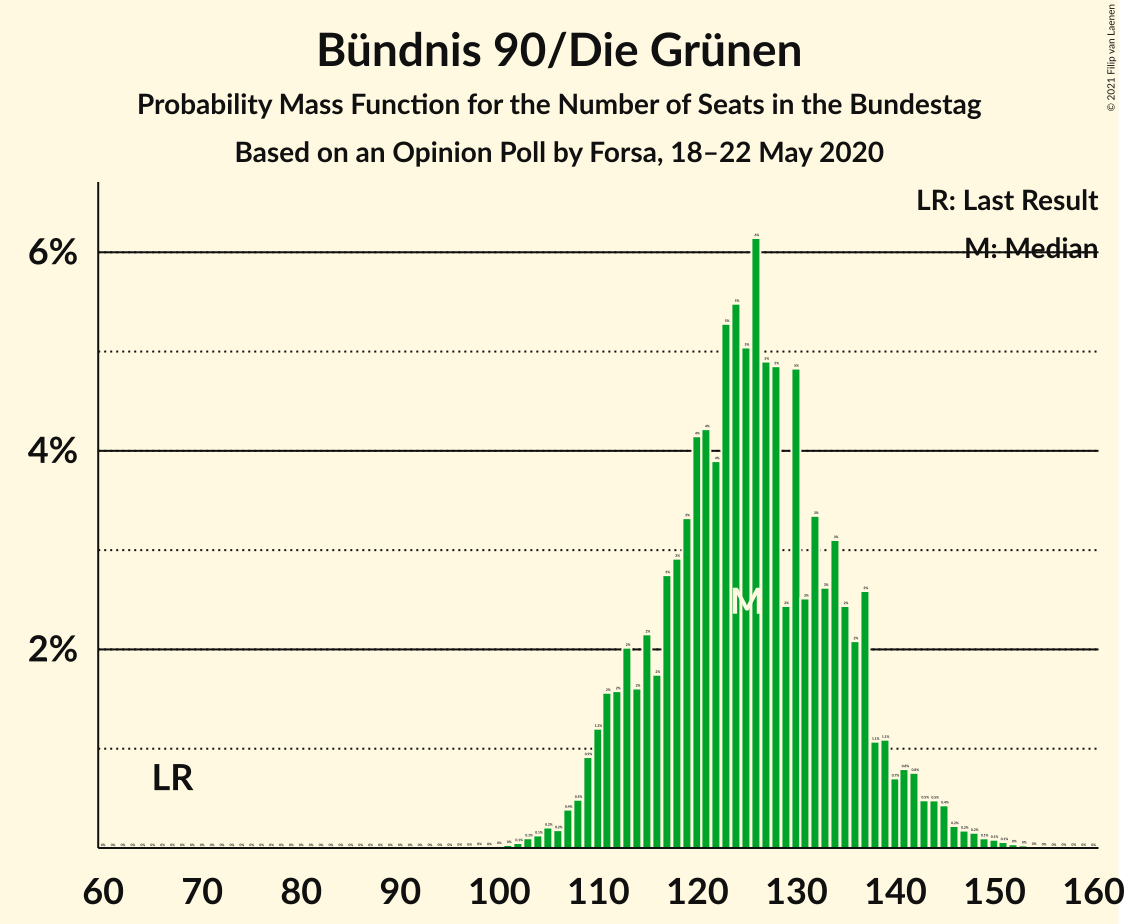 Bündnis 90/Die Grünen
Probability Mass Function for the Number of Seats in the Bundestag
Based on an Opinion Poll by Forsa, 18–22 May 2020
© 2021 Filip van Laenen
LR: Last Result
M: Median
6%
4%
2%
M
LR
60 70 80 90 100 110 120 130 140 150 160